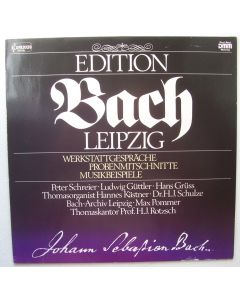 EDITION
Bach
LEIPZIG
WERKSTATTGESPRÄCHE
PROBENMITSCHNITTE
MUSIKBEISPIELE
Peter Schreier · Ludwig Güttler · Hans Grüss
Thomasorganist Hannes Kästner · Dr. H.J. Schulze
Bach-Archiv Leipzig · Max Pommer
Thomaskantor Prof. H.J. Rotzsch
Johann Sebastian Bach